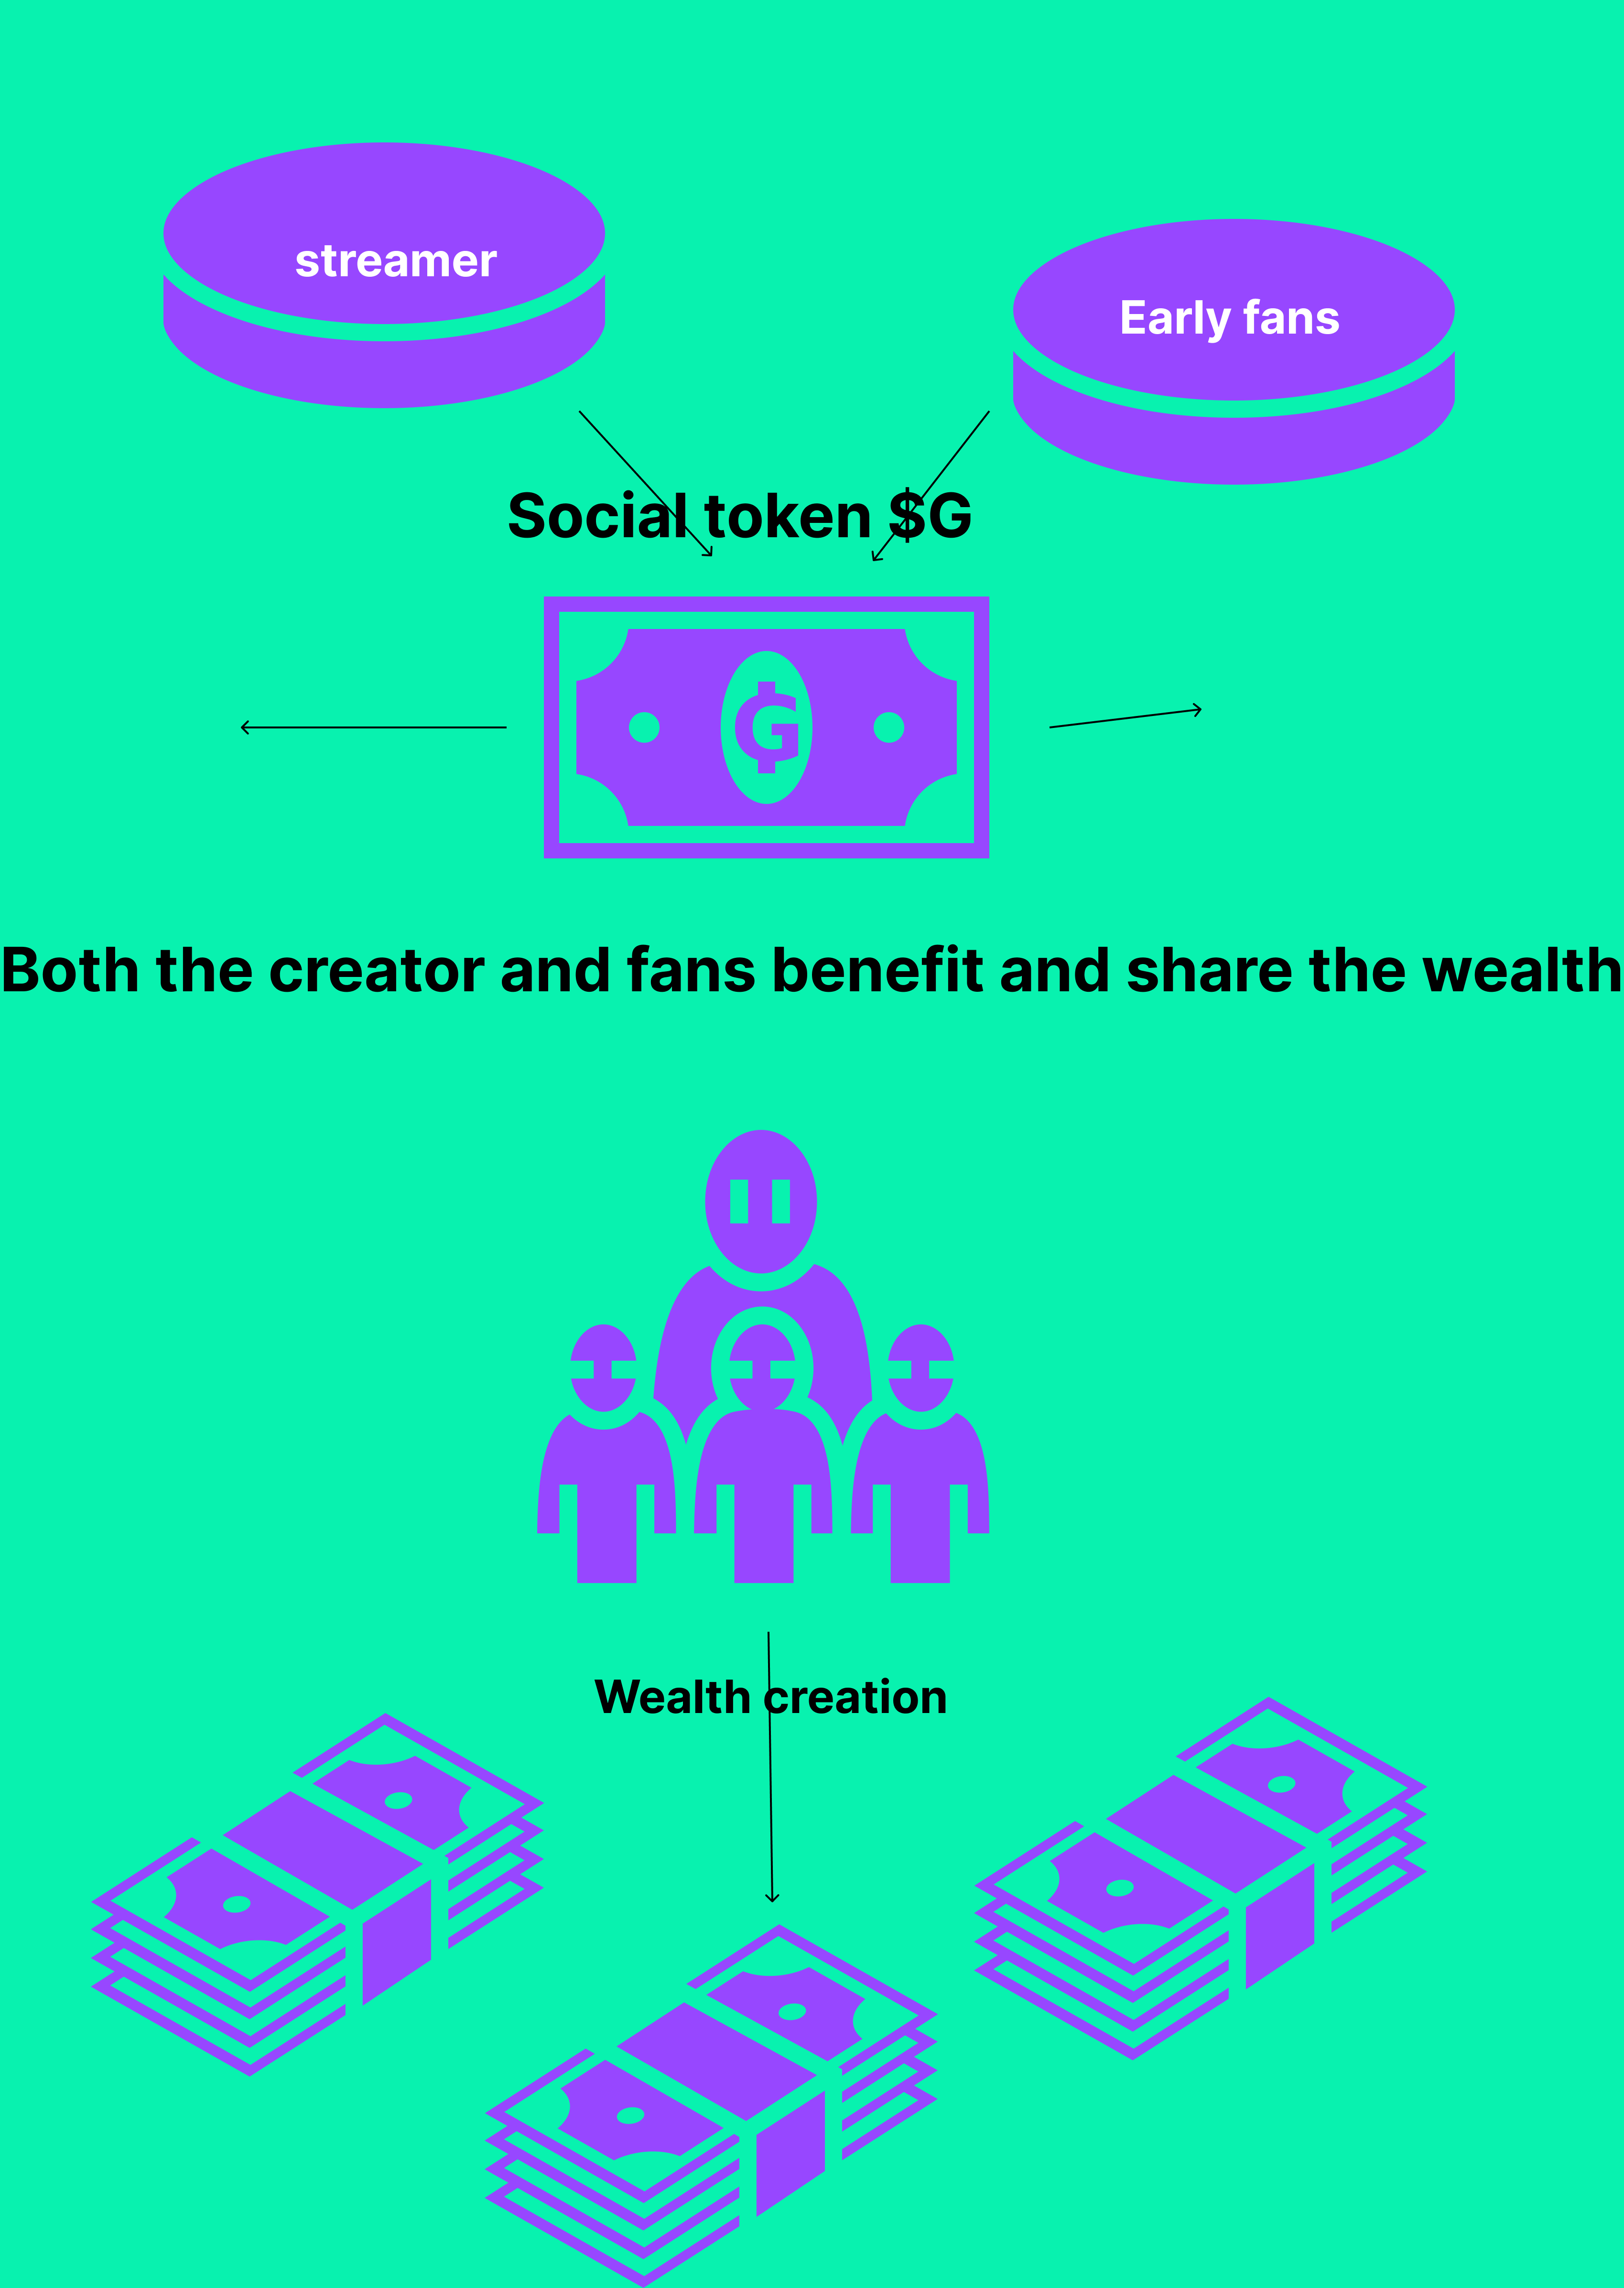 streamer
Early fans
Social token $G
G
Both the creator and fans benefit and share the wealth
Wealth creation